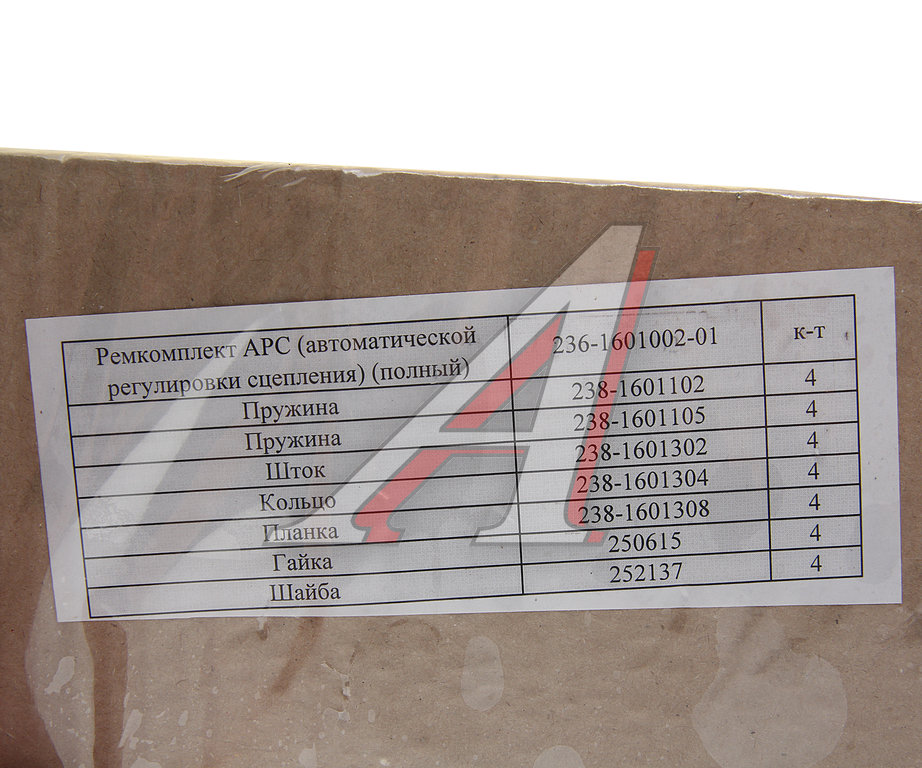 Ремкомплект АРС (автоматической регулировки сцепления) (полный) 236-1601002-01 к-т
Пружина 238-1601102 4
Пружина 238-1601105 4
Шток 238-1601302 4
Кольцо 238-1601304 4
Планка 238-1601308 4
Гайка 250615 4
Шайба 252137 4